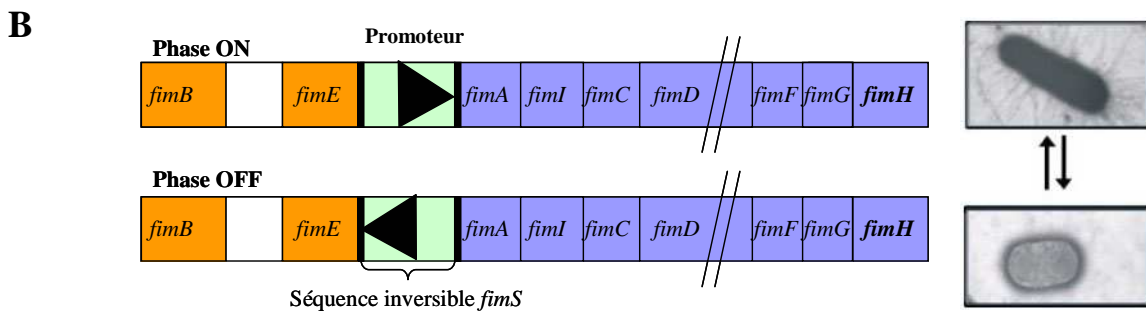 B
Promoteur
Phase ON
fimB fimE fimA fimI fimC fimD fimF fimG fimH
Phase OFF
fimB fimE fimA fimI fimC fimD fimF fimG fimH
Séquence inversible fimS